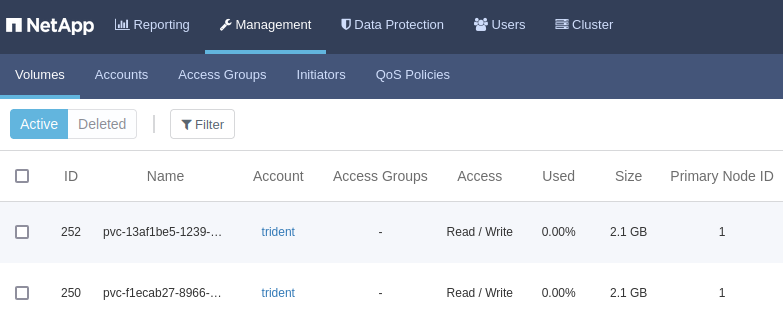 NetApp Reporting Management Data Protection Users Cluster
Volumes Accounts Access Groups Initiators QoS Policies
Active Deleted Filter
ID Name Account Access Groups Access Used Size Primary Node ID
252 pvc-13af1be5-1239-… trident - Read / Write 0.00% 2.1 GB 1
250 pvc-f1ecab27-8966-… trident - Read / Write 0.00% 2.1 GB 1